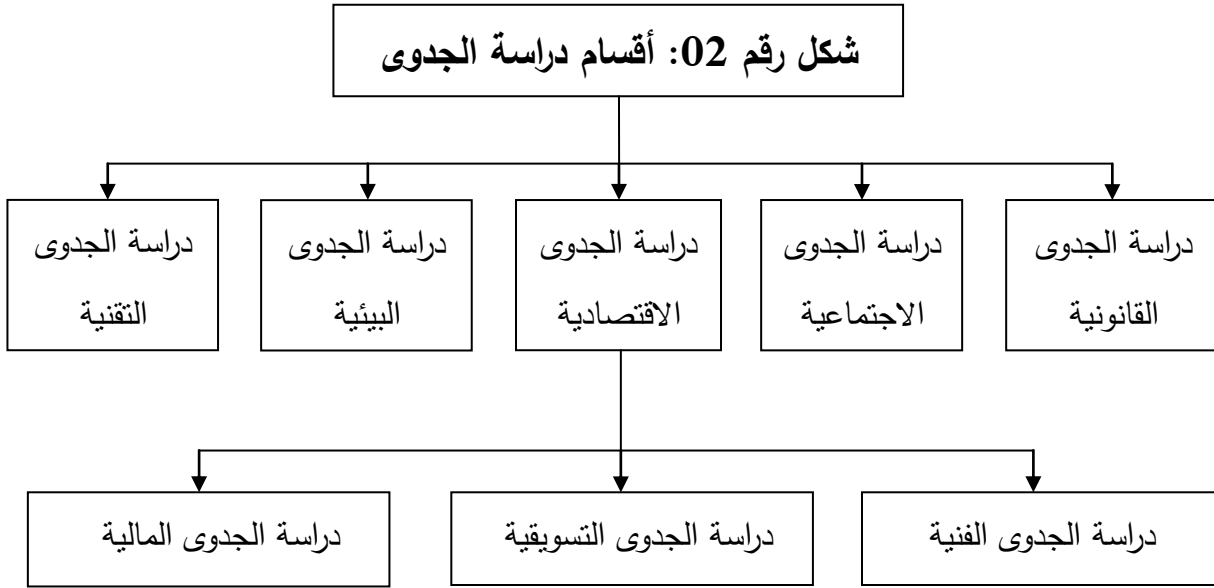 شكل رقم 02: أقسام دراسة الجدوى
دراسة الجدوى
القانونية
دراسة الجدوى
الاجتماعية
دراسة الجدوى
الاقتصادية
دراسة الجدوى
البيئية
دراسة الجدوى
التقنية
دراسة الجدوى الفنية
دراسة الجدوى التسويقية
دراسة الجدوى المالية